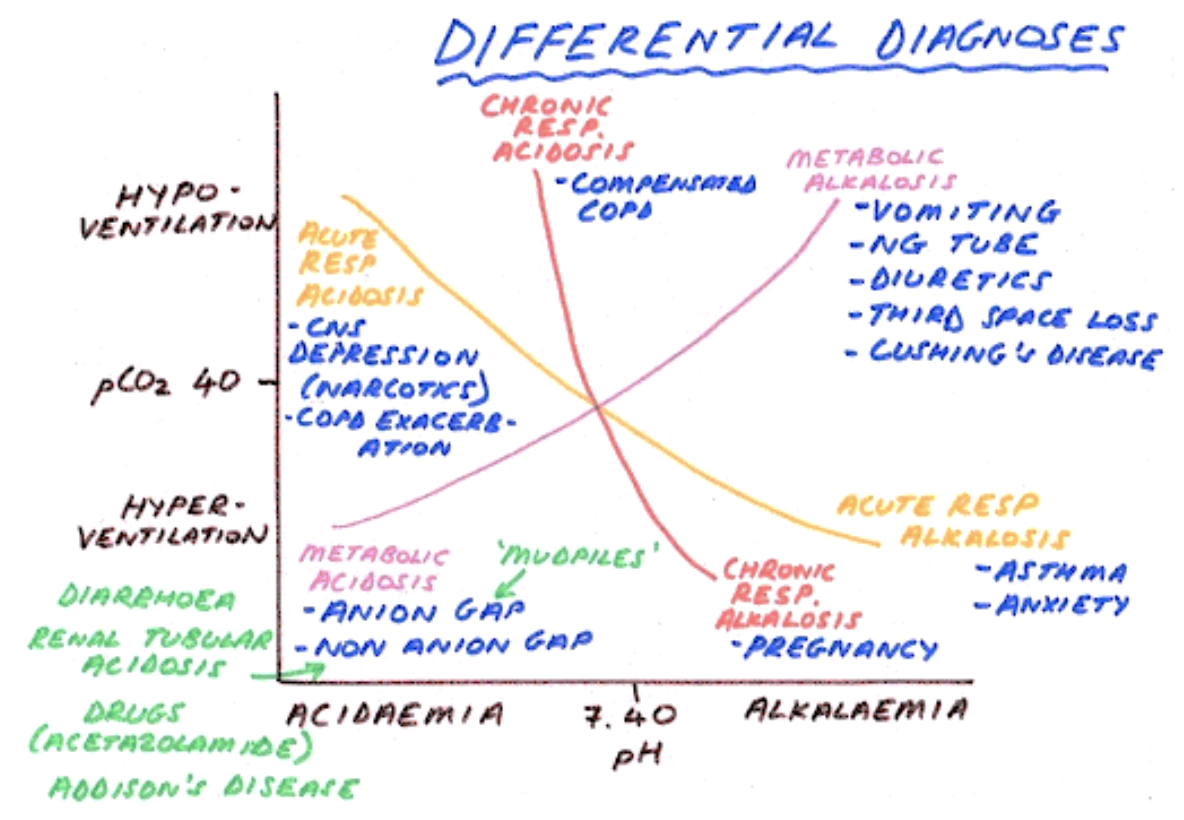 DIFFERENTIAL DIAGNOSES
CHRONIC
RESP.
ACIDOSIS
-COMPENSATED
COPD
METABOLIC
ALKALOSIS
-VOMITING
-NG TUBE
-DIURETICS
-THIRD SPACE LOSS
- CUSHING'S DISEASE
HYPO-
VENTILATION
ACUTE
RESP
ACIDOSIS
-CNS
DEPRESSION
(NARCOTICS)
-COPD EXACERB-
ATION
pCO2 40
HYPER-
VENTILATION
METABOLIC
ACIDOSIS
'MUDPILES'
-ANION GAP
-NON ANION GAP
ACUTE RESP
ALKALOSIS
-ASTHMA
-ANXIETY
CHRONIC
RESP.
ALKALOSIS
-PREGNANCY
DIARRHOEA
RENAL TUBULAR
ACIDOSIS
DRUGS
(ACETAZOLAMIDE)
ADDISON'S DISEASE
ACIDAEMIA
7.40
ALKALAEMIA
pH